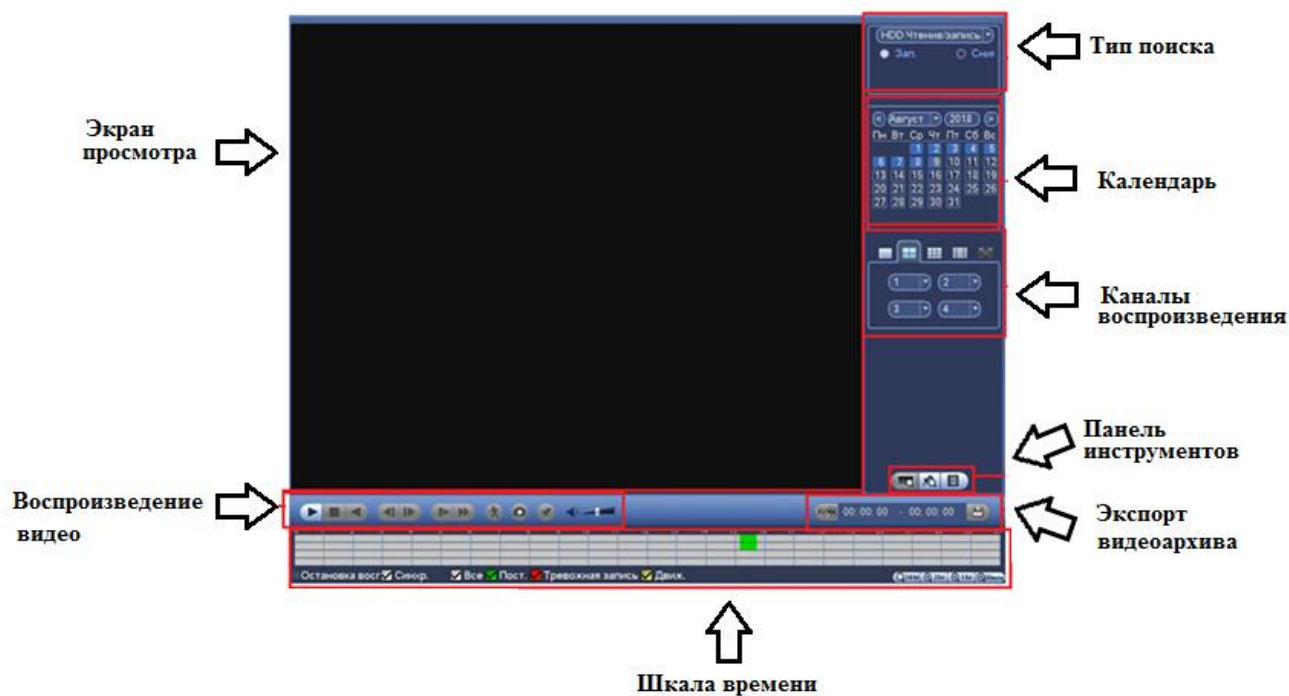 HDD Чтение/запись
Зап.
Тип поиска
Экран
просмотра
Август 2018
Пн Вт Ср Чт Пт Сб Вс
1 2 3 4 5
6 7 8 9 10 11 12
13 14 15 16 17 18 19
20 21 22 23 24 25 26
27 28 29 30 31
Календарь
1 2
3 4
Каналы
воспроизведения
Панель
инструментов
Воспроизведение
видео
00: 00: 00 - 00: 00: 00
Экспорт
видеоархива
Остановка Синхр. Все Пост. Тревожная запись Движ.
Шкала времени